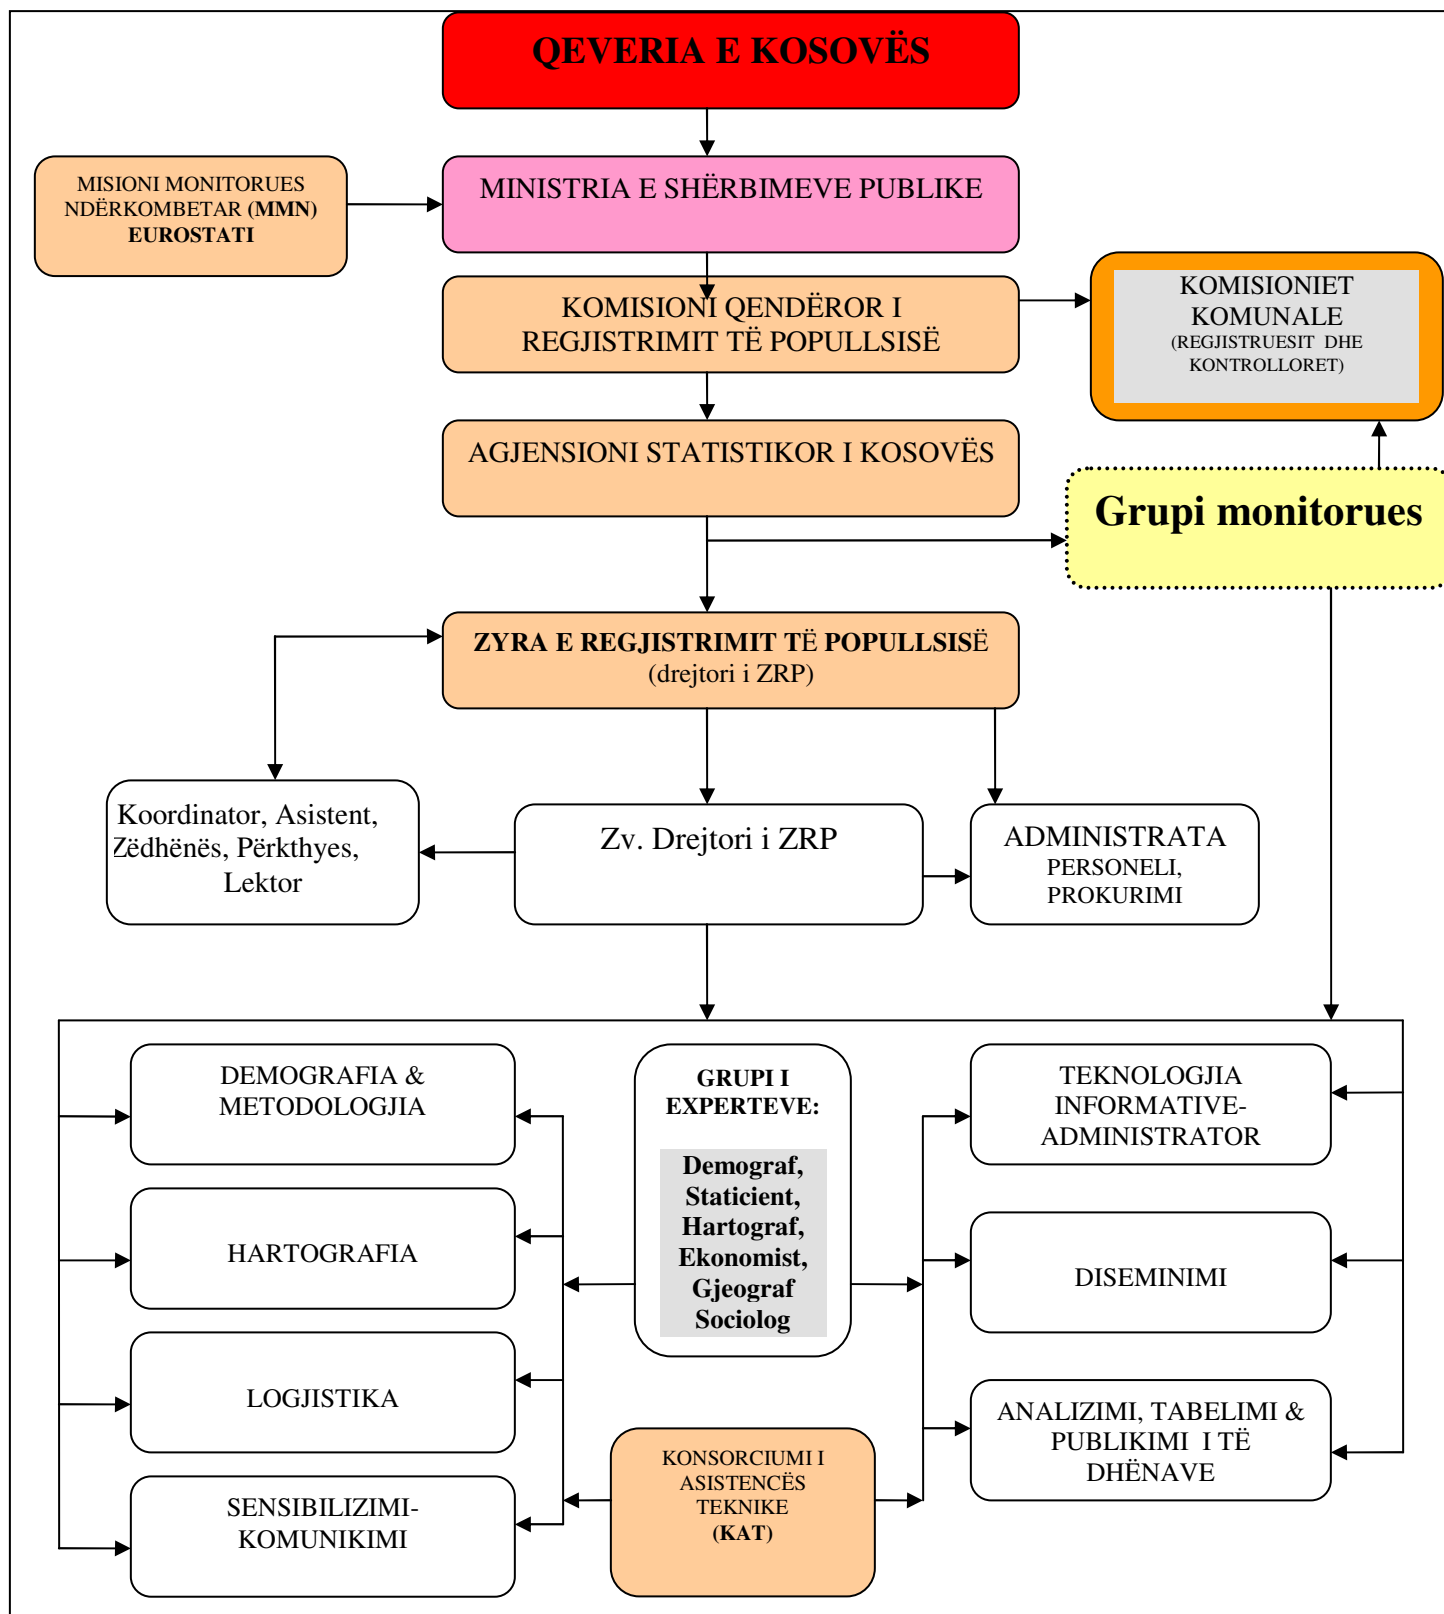 QEVERIA E KOSOVËS
MISIONI MONITORUES
NDËRKOMBETAR (MMN)
EUROSTATI
MINISTRIA E SHËRBIMEVE PUBLIKE
KOMISIONI QENDËROR I
REGJISTRIMIT TË POPULLSISË
KOMISIONIET
KOMUNALE
(REGJISTRUESIT DHE
KONTROLLORET)
AGJENSIONI STATISTIKOR I KOSOVËS
Grupi monitorues
ZYRA E REGJISTRIMIT TË POPULLSISË
(drejtori i ZRP)
Koordinator, Asistent,
Zëdhënës, Përkthyes,
Lektor
Zv. Drejtori i ZRP
ADMINISTRATA
PERSONELI,
PROKURIMI
DEMOGRAFIA &
METODOLOGJIA
HARTOGRAFIA
LOGJISTIKA
SENSIBILIZIMI-
KOMUNIKIMI
GRUPI I
EXPERTEVE:
Demograf,
Staticient,
Hartograf,
Ekonomist,
Gjeograf
Sociolog
KONSORCIUMI I
ASISTENCËS
TEKNIKE
(KAT)
TEKNOLOGJIA
INFORMATIVE-
ADMINISTRATOR
DISEMINIMI
ANALIZIMI, TABELIMI &
PUBLIKIMI I TË
DHËNAVE